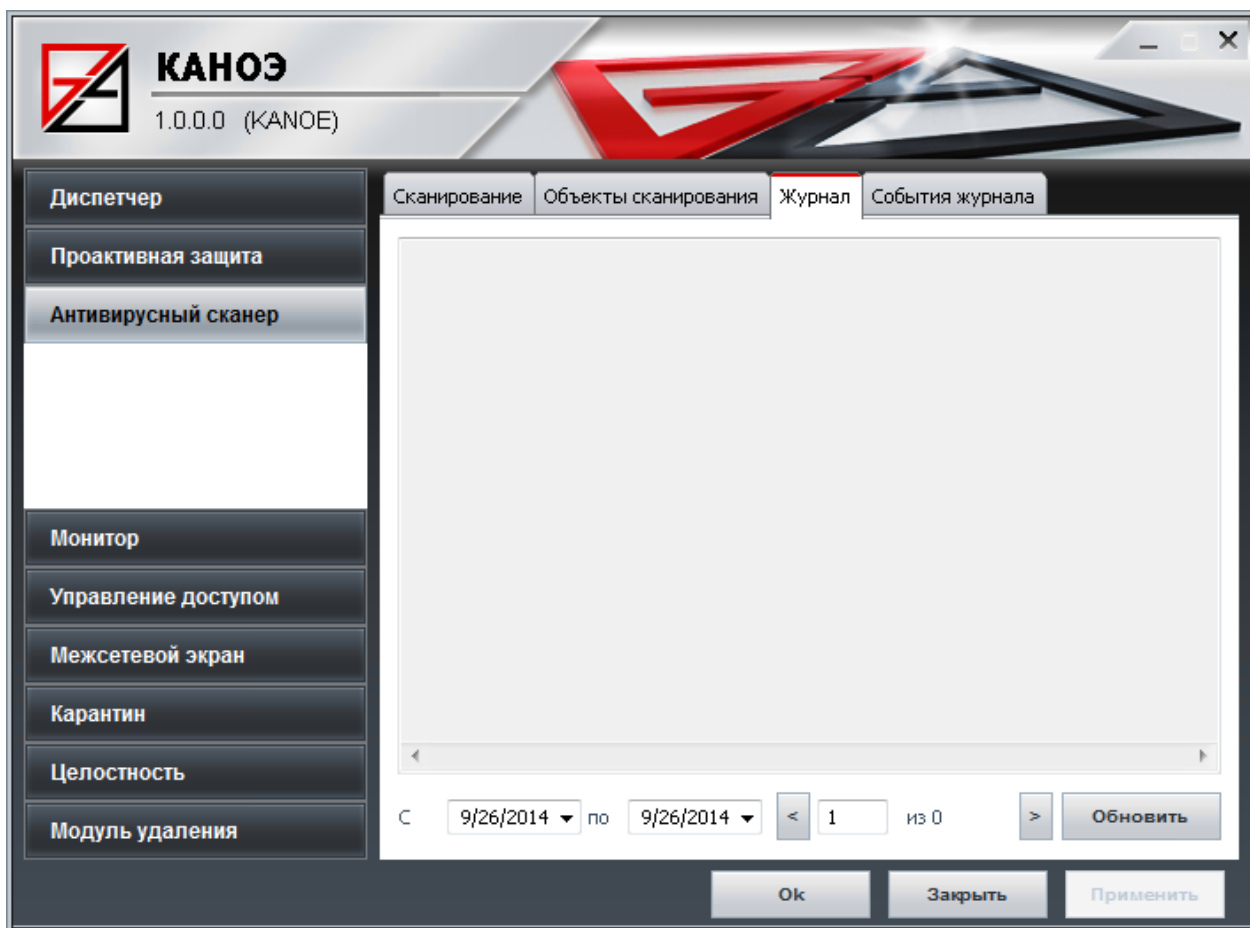 КАНОЭ
1.0.0.0 (KANOE)
Диспетчер
Проактивная защита
Антивирусный сканер
Монитор
Управление доступом
Межсетевой экран
Карантин
Целостность
Модуль удаления
Сканирование Объекты сканирования Журнал События журнала
С 9/26/2014 по 9/26/2014 < 1 из 0 > Обновить
Ok Закрыть Применить